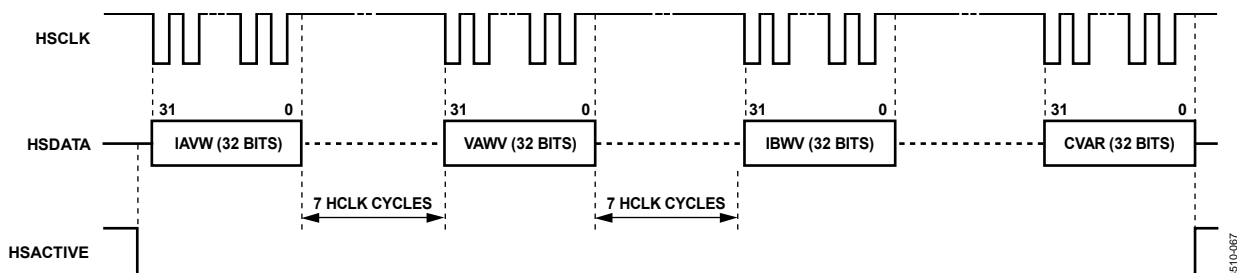 HSCLK
31 0 31 0 31 0 31 0
HSDATA IAVW (32 BITS) VAWV (32 BITS) IBWV (32 BITS) CVAR (32 BITS)
7 HCLK CYCLES 7 HCLK CYCLES
HSACTIVE
510-067